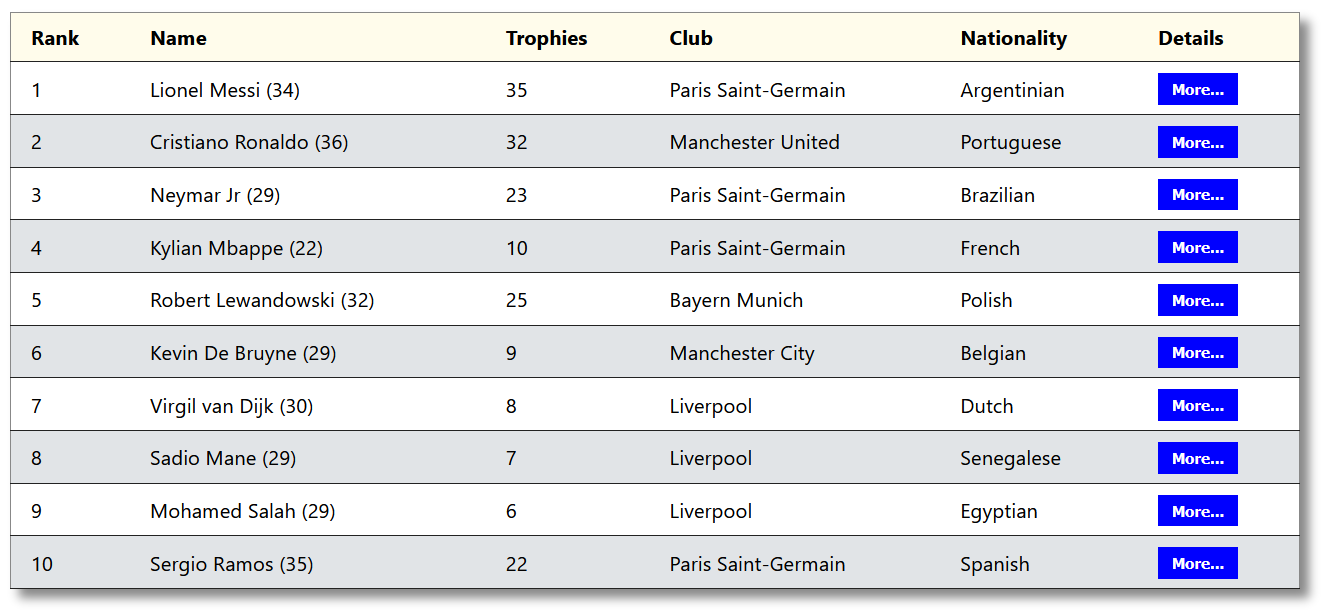 Rank Name Trophies Club Nationality Details
1 Lionel Messi (34) 35 Paris Saint-Germain Argentinian More...
2 Cristiano Ronaldo (36) 32 Manchester United Portuguese More...
3 Neymar Jr (29) 23 Paris Saint-Germain Brazilian More...
4 Kylian Mbappe (22) 10 Paris Saint-Germain French More...
5 Robert Lewandowski (32) 25 Bayern Munich Polish More...
6 Kevin De Bruyne (29) 9 Manchester City Belgian More...
7 Virgil van Dijk (30) 8 Liverpool Dutch More...
8 Sadio Mane (29) 7 Liverpool Senegalese More...
9 Mohamed Salah (29) 6 Liverpool Egyptian More...
10 Sergio Ramos (35) 22 Paris Saint-Germain Spanish More...